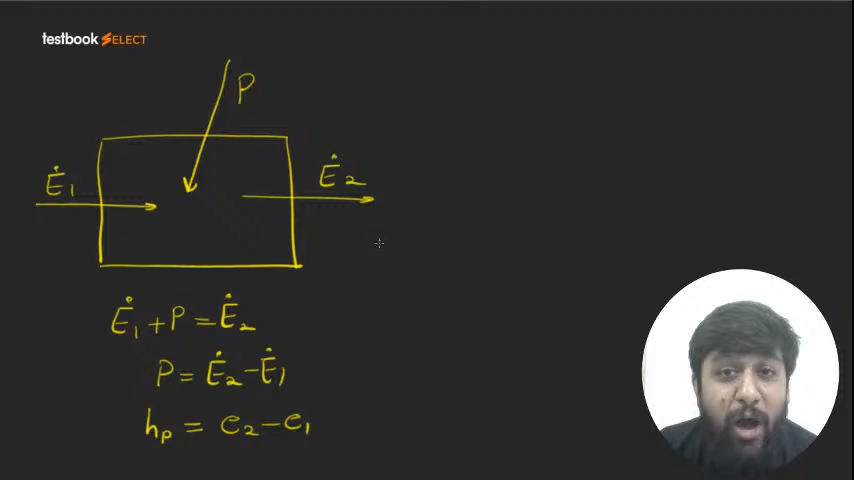 testbook SELECT
P
Ė₁
Ė₂
Ė₁ + P = Ė₂
P = Ė₂ - Ė₁
hₚ = e₂ - e₁